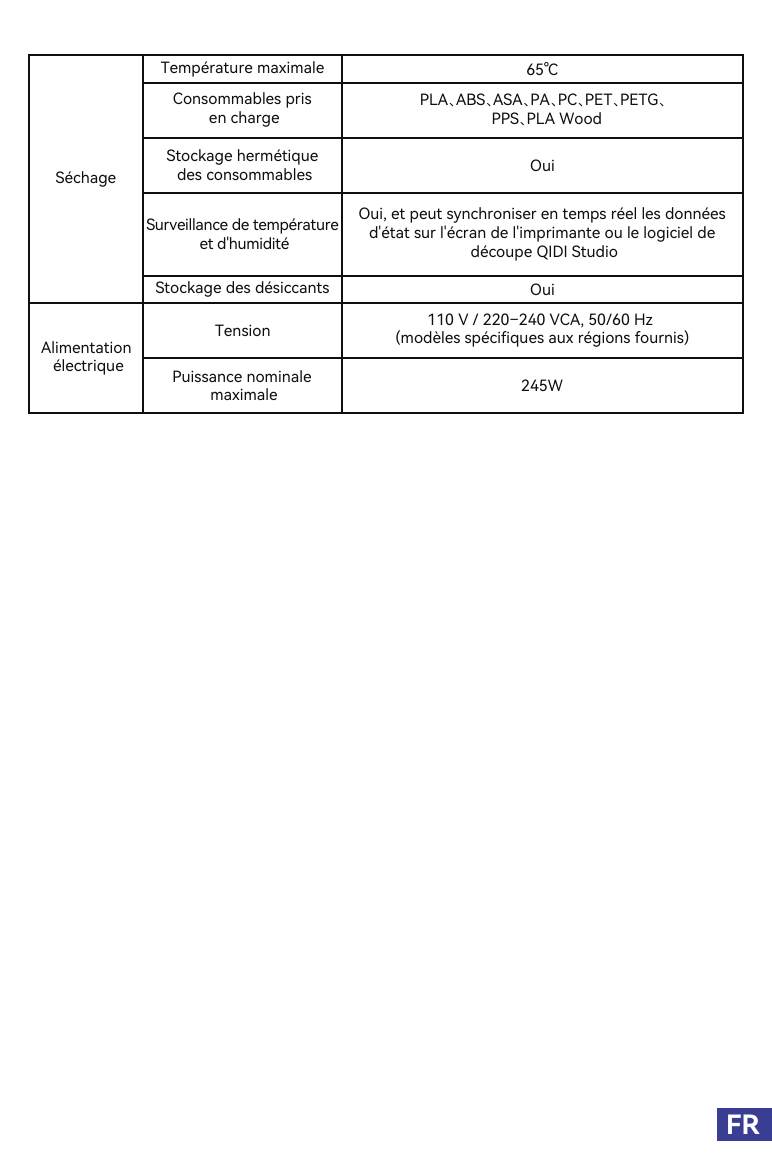 Séchage
Température maximale
65℃
Consommables pris
en charge
PLA、ABS、ASA、PA、PC、PET、PETG、
PPS、PLA Wood
Stockage hermétique
des consommables
Oui
Surveillance de température
et d'humidité
Oui, et peut synchroniser en temps réel les données
d'état sur l'écran de l'imprimante ou le logiciel de
découpe QIDI Studio
Stockage des désiccants
Oui
Alimentation
électrique
Tension
110 V / 220–240 VCA, 50/60 Hz
(modèles spécifiques aux régions fournis)
Puissance nominale
maximale
245W
FR